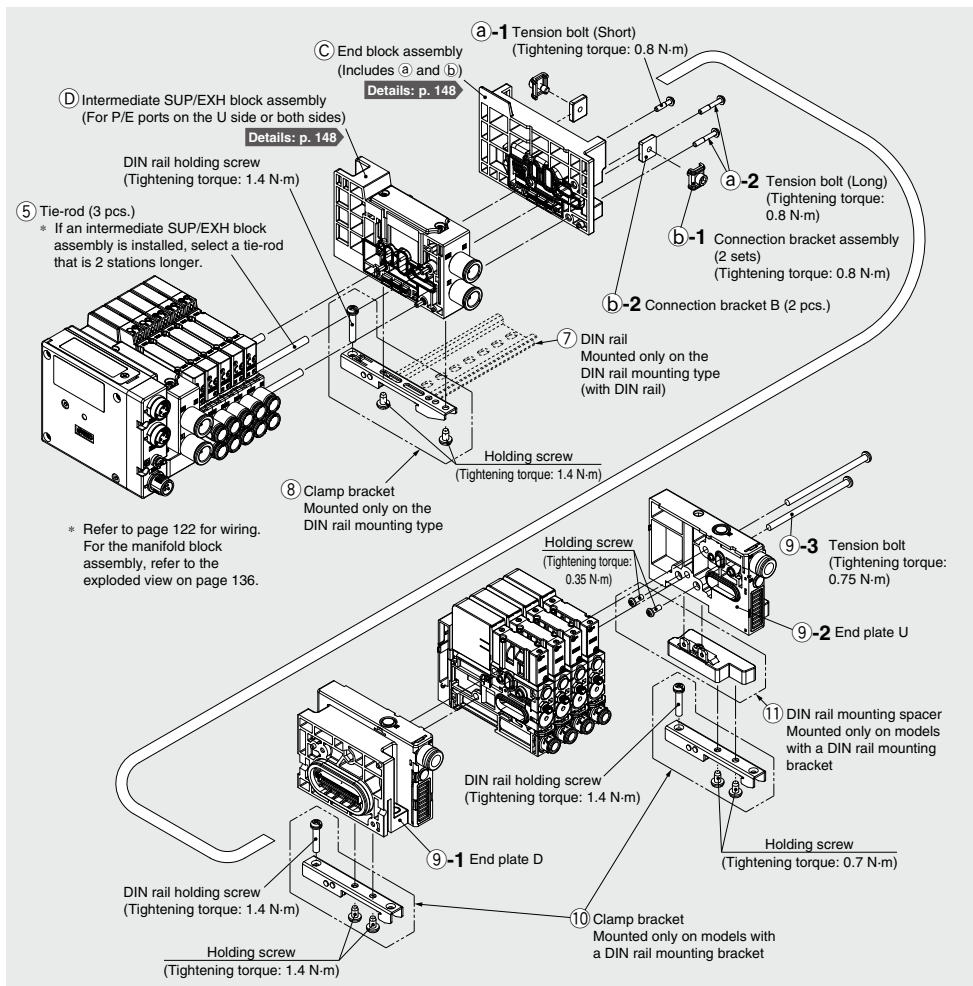 ⓐ-1 Tension bolt (Short)
(Tightening torque: 0.8 N·m)
Ⓒ End block assembly
(Includes ⓐ and ⓑ)
Details: p. 148
Ⓓ Intermediate SUP/EXH block assembly
(For P/E ports on the U side or both sides)
Details: p. 148
DIN rail holding screw
(Tightening torque: 1.4 N·m)
⑤ Tie-rod (3 pcs.)
* If an intermediate SUP/EXH block
assembly is installed, select a tie-rod
that is 2 stations longer.
ⓐ-2 Tension bolt (Long)
(Tightening torque:
0.8 N·m)
ⓑ-1 Connection bracket assembly
(2 sets)
(Tightening torque: 0.8 N·m)
ⓑ-2 Connection bracket B (2 pcs.)
⑦ DIN rail
Mounted only on the
DIN rail mounting type
(with DIN rail)
Holding screw
(Tightening torque: 1.4 N·m)
⑧ Clamp bracket
Mounted only on the
DIN rail mounting type
* Refer to page 122 for wiring.
For the manifold block
assembly, refer to the
exploded view on page 136.
Holding screw
(Tightening torque:
0.35 N·m)
⑨-3 Tension bolt
(Tightening torque:
0.75 N·m)
⑨-2 End plate U
⑪ DIN rail mounting spacer
Mounted only on models
with a DIN rail mounting
bracket
DIN rail holding screw
(Tightening torque: 1.4 N·m)
Holding screw
(Tightening torque: 0.7 N·m)
⑨-1 End plate D
DIN rail holding screw
(Tightening torque: 1.4 N·m)
⑩ Clamp bracket
Mounted only on models with
a DIN rail mounting bracket
Holding screw
(Tightening torque: 1.4 N·m)